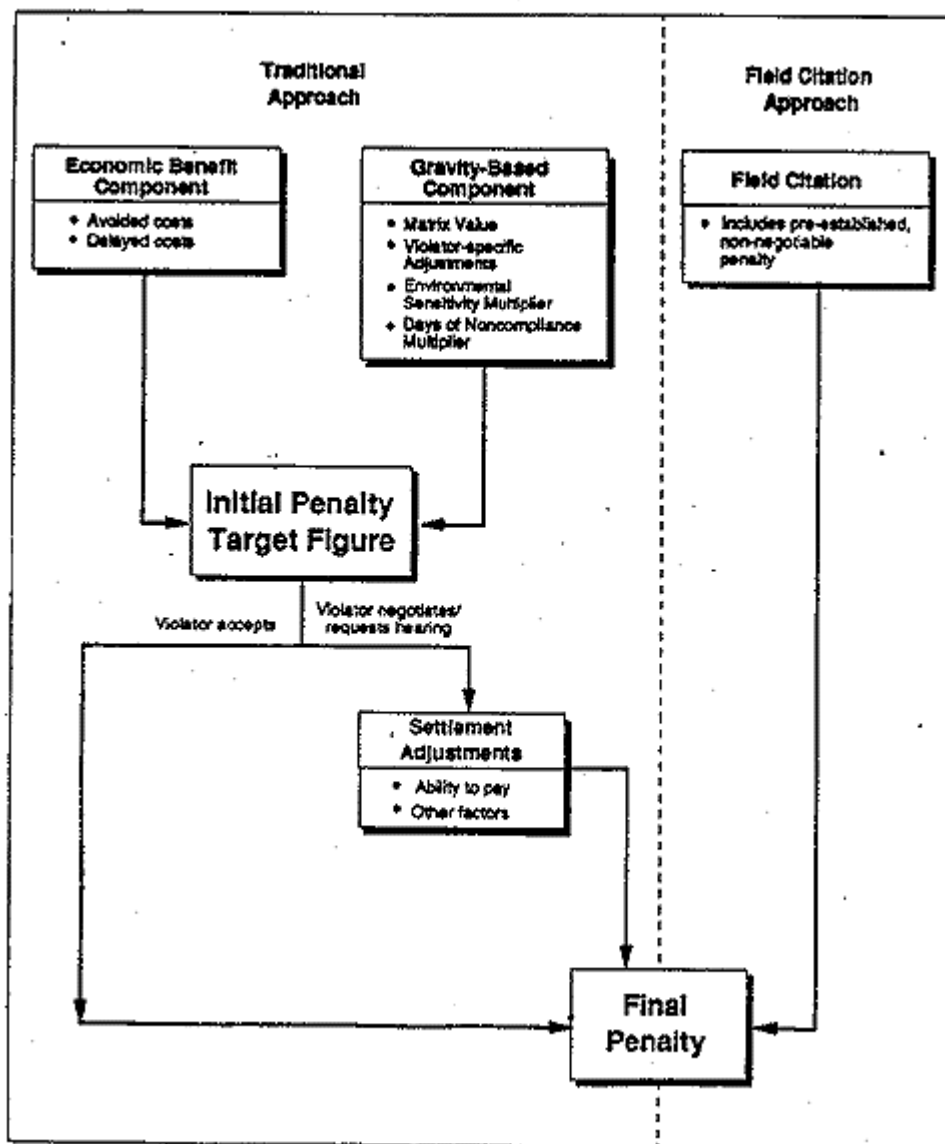 Traditional
Approach
Field Citation
Approach
Economic Benefit
Component
Avoided costs
Delayed costs
Gravity-Based
Component
Matrix Value
Violator-specific
Adjustments
Environmental
Sensitivity Multiplier
Days of Noncompliance
Multiplier
Field Citation
Includes pre-established,
non-negotiable
penalty
Initial Penalty
Target Figure
Violator accepts
Violator negotiates/
requests hearing
Settlement
Adjustments
Ability to pay
Other factors
Final
Penalty